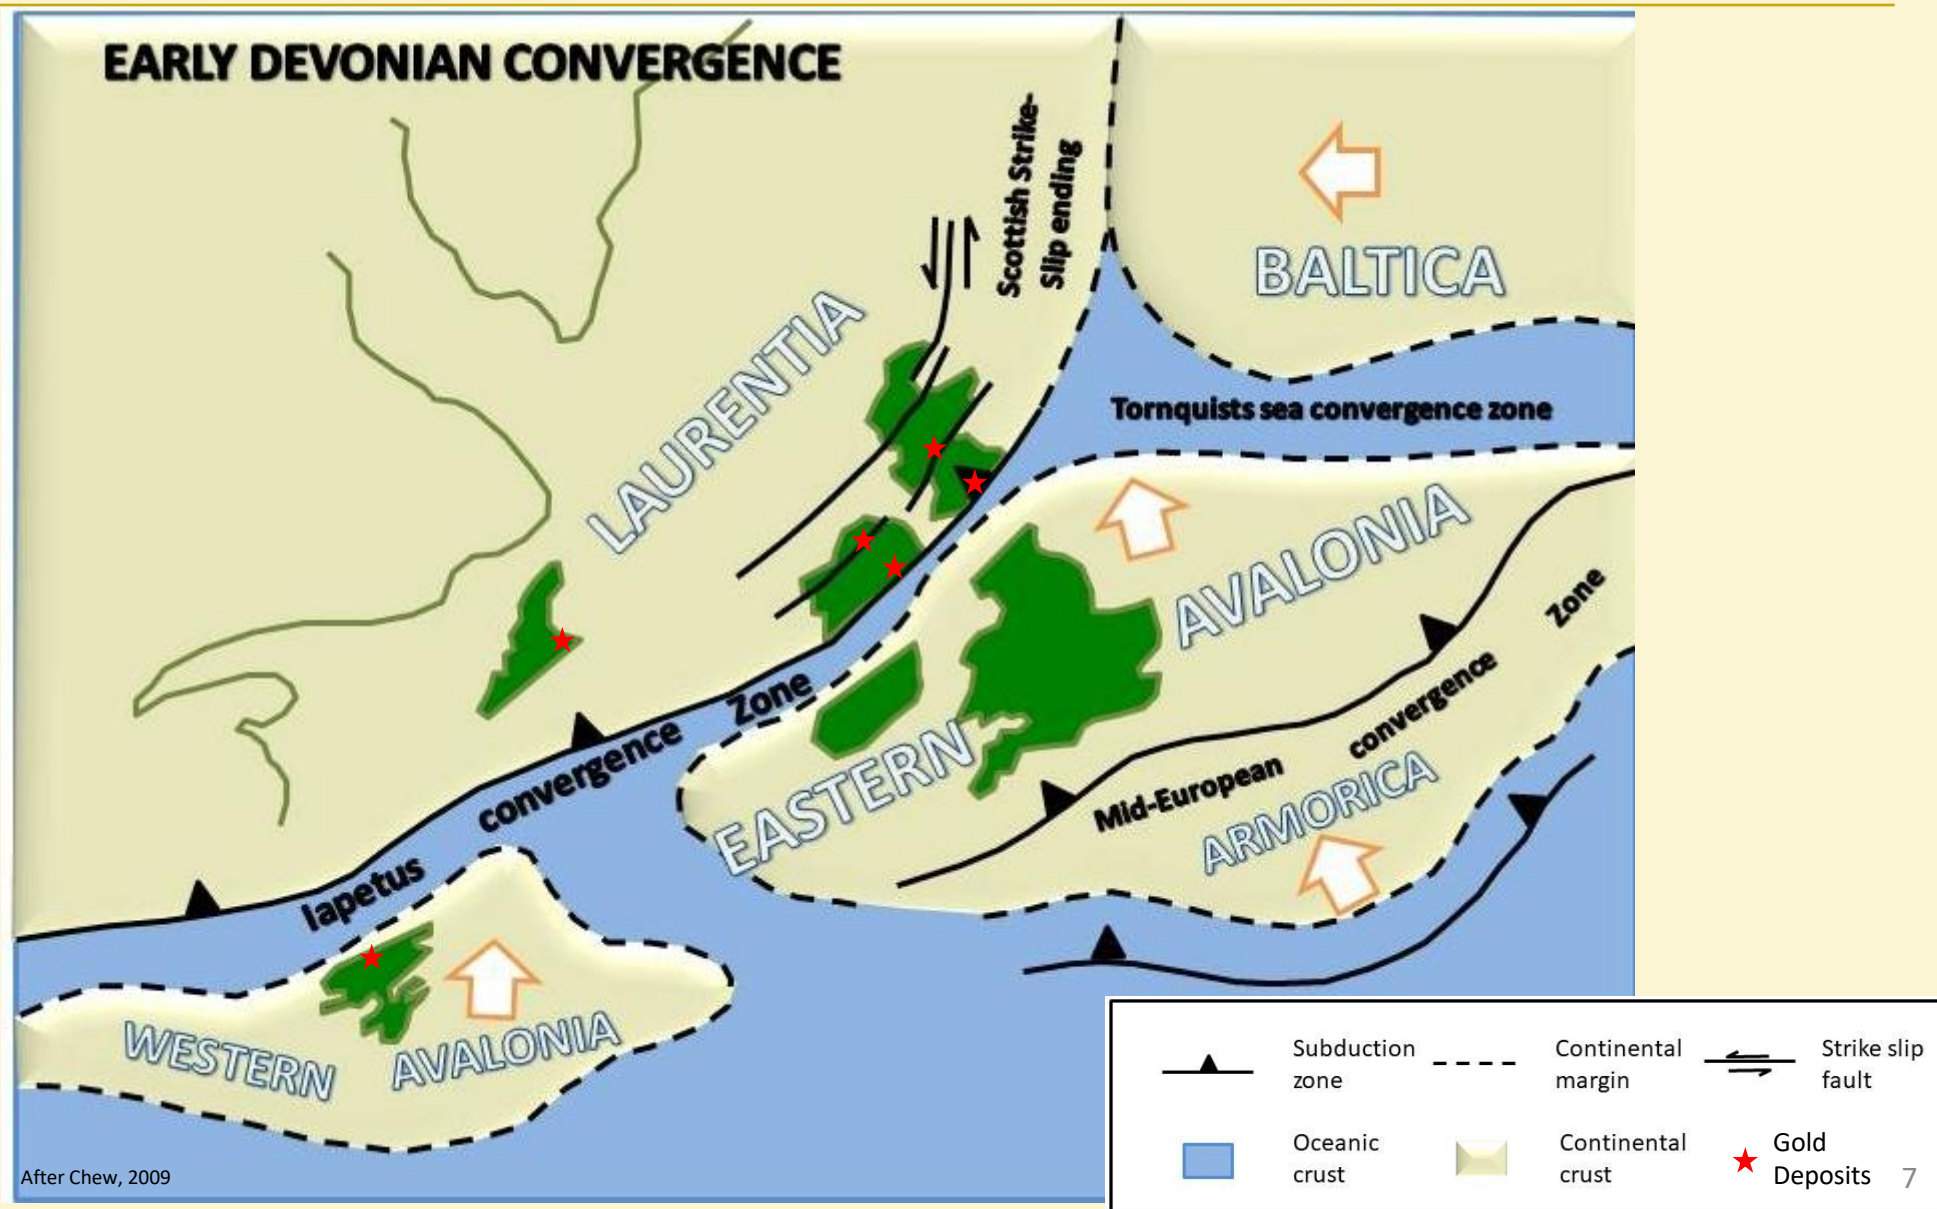 EARLY DEVONIAN CONVERGENCE
Scottish Strike-
Slip ending
BALTICA
LAURENTIA
Tornquists sea convergence zone
AVALONIA
EASTERN
Zone
convergence
Mid-European
ARMORICA
Iapetus
convergence
Zone
WESTERN
AVALONIA
After Chew, 2009
Subduction
zone
Continental
margin
Strike slip
fault
Oceanic
crust
Continental
crust
Gold
Deposits
7